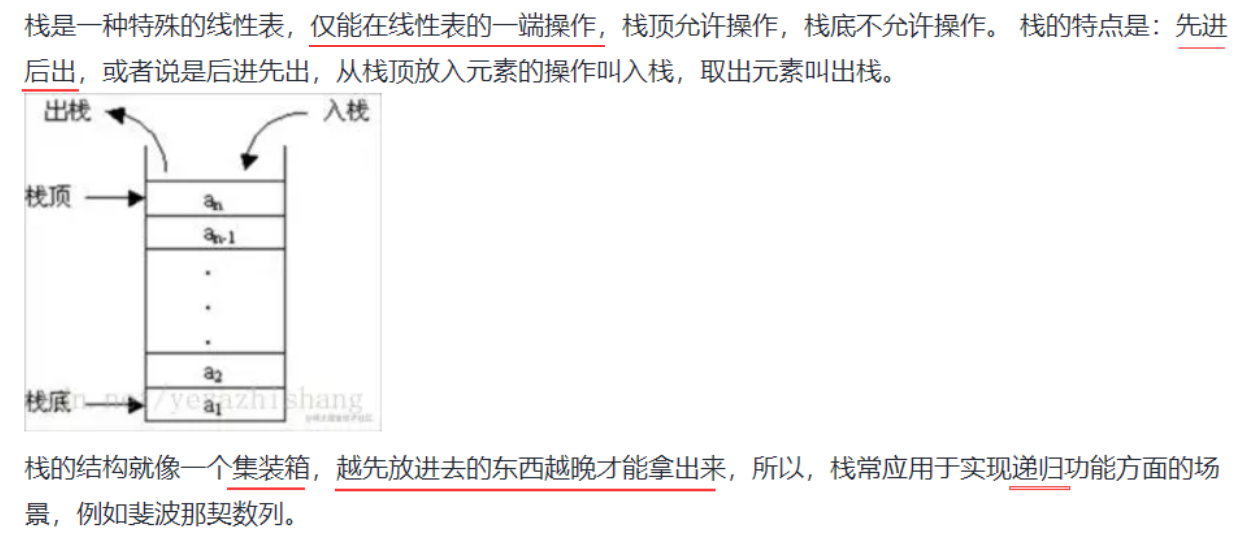 栈是一种特殊的线性表，仅能在线性表的一端操作，栈顶允许操作，栈底不允许操作。 栈的特点是：先进
后出，或者说是后进先出，从栈顶放入元素的操作叫入栈，取出元素叫出栈。
出栈 入栈
栈顶 an
an-1
a2
栈底 a1
栈的结构就像一个集装箱，越先放进去的东西越晚才能拿出来，所以，栈常应用于实现递归功能方面的场
景，例如斐波那契数列。